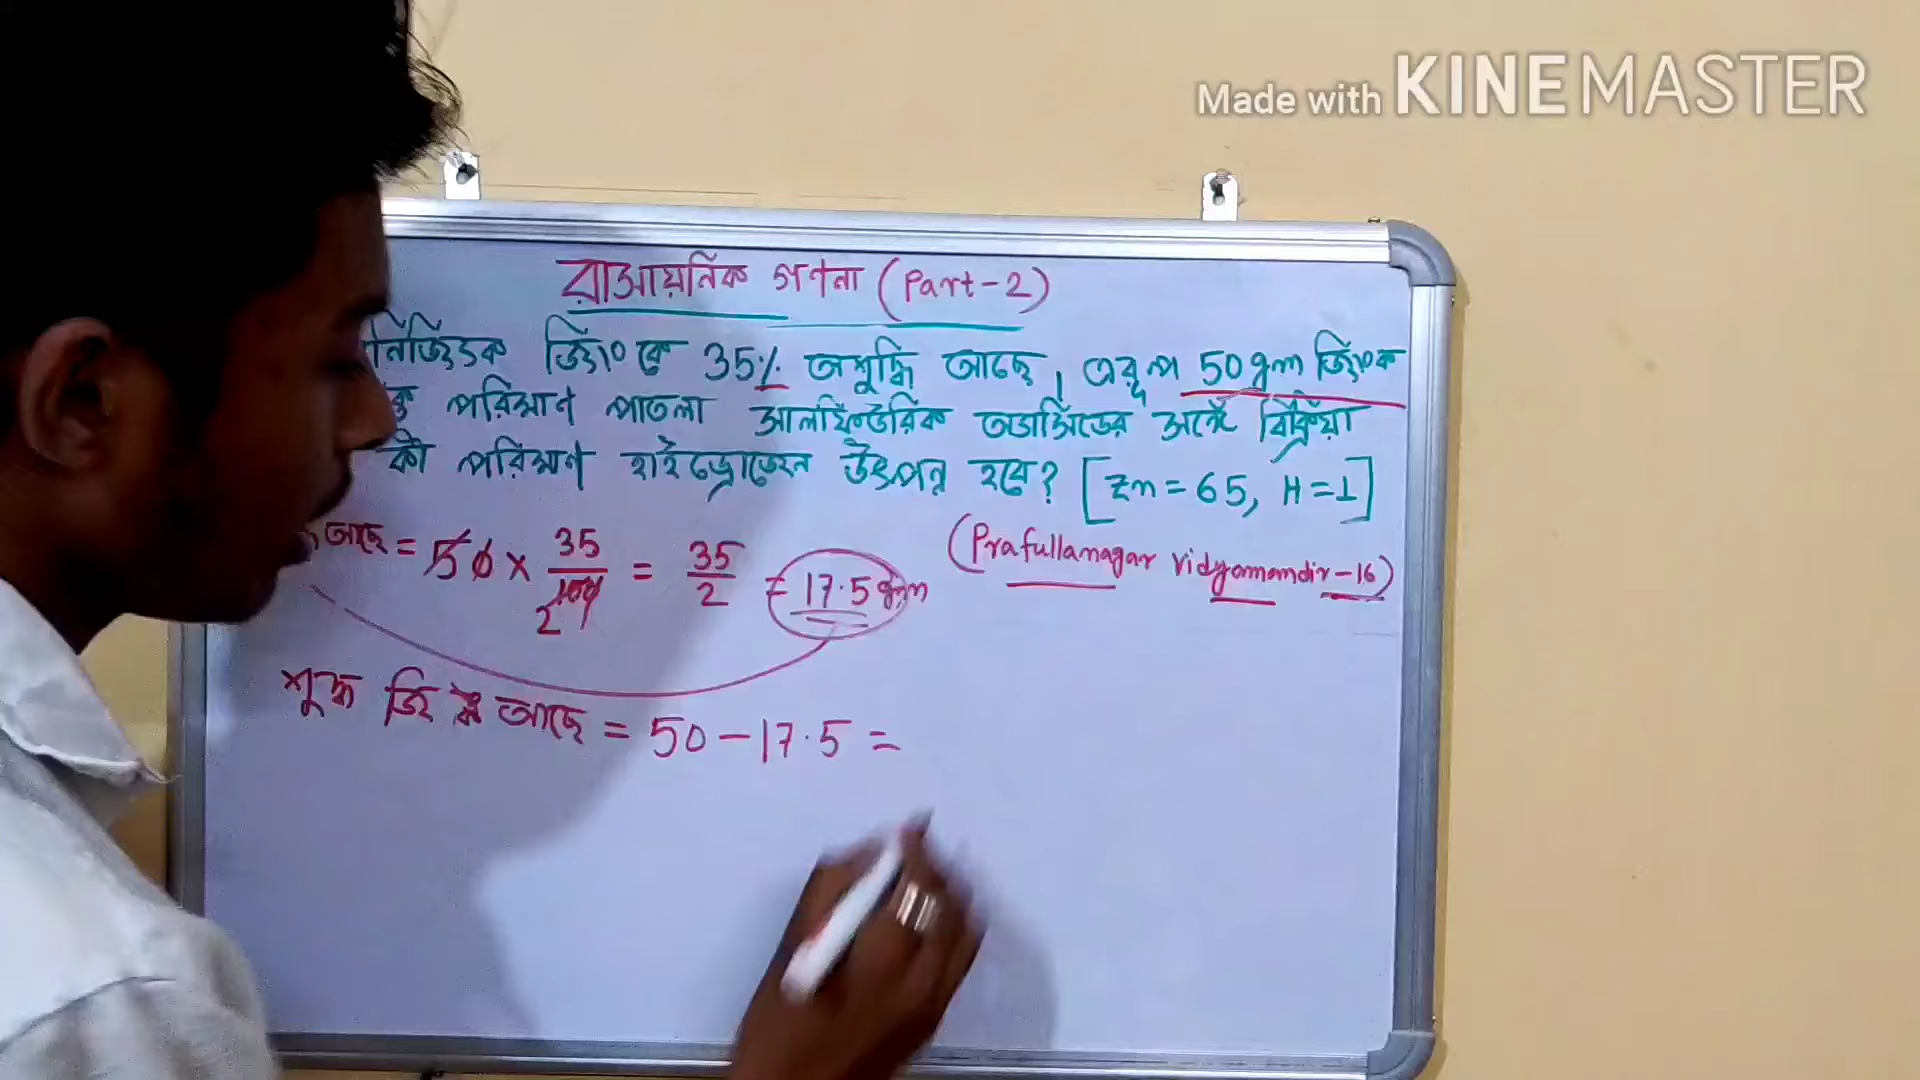 Made with KINEMASTER
রাসায়নিক গণনা (Part-2)
জিংকে 35% অশুদ্ধি আছে, এরূপ 50gm জিংক
পরিমাণ পাতলা সালফিউরিক অ্যাসিডের সঙ্গে বিক্রিয়া
কী পরিমাণ হাইড্রোজেন উৎপন্ন হবে? [Zn = 65, H = 1]
(Prafullanagar Vidyamandir-16)
আছে = 50 × 35/100 2 = 35/2 = 17.5 gm
শুদ্ধ জিংক আছে = 50 - 17.5 =